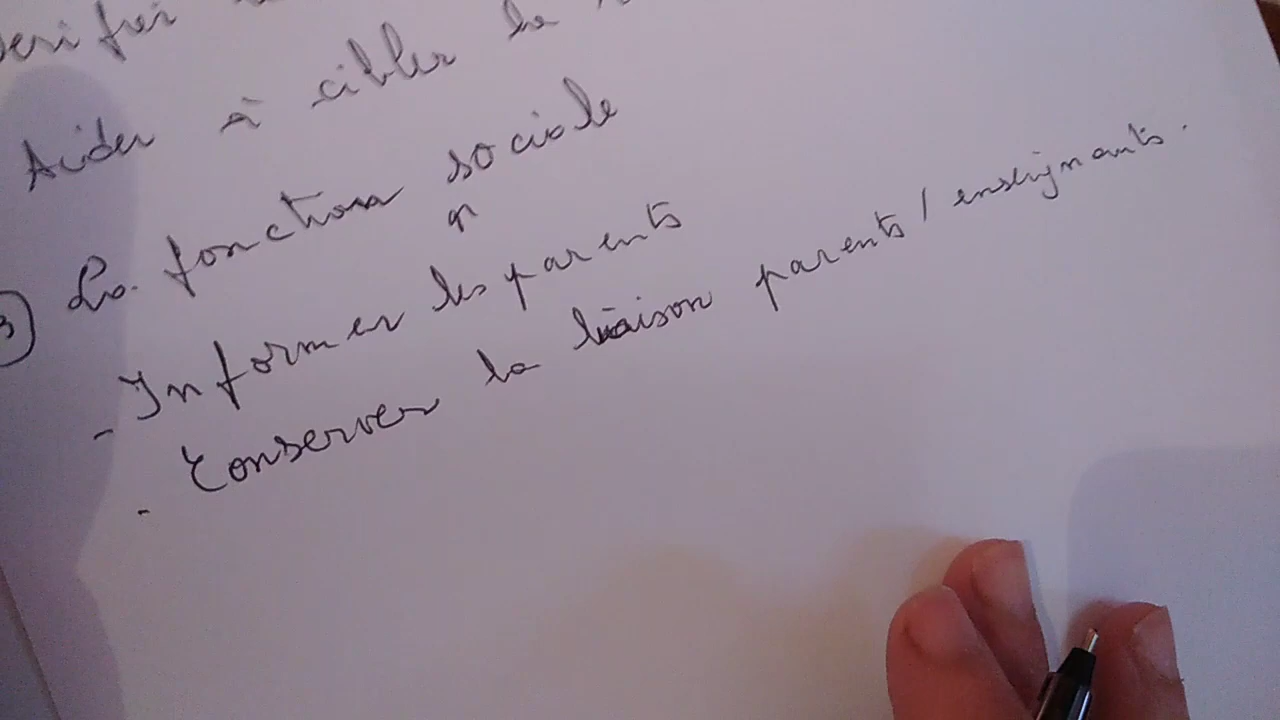 Aider à cibler le
3) La fonction sociale
- Informer les parents
- Conserver la liaison parents / enseignants.